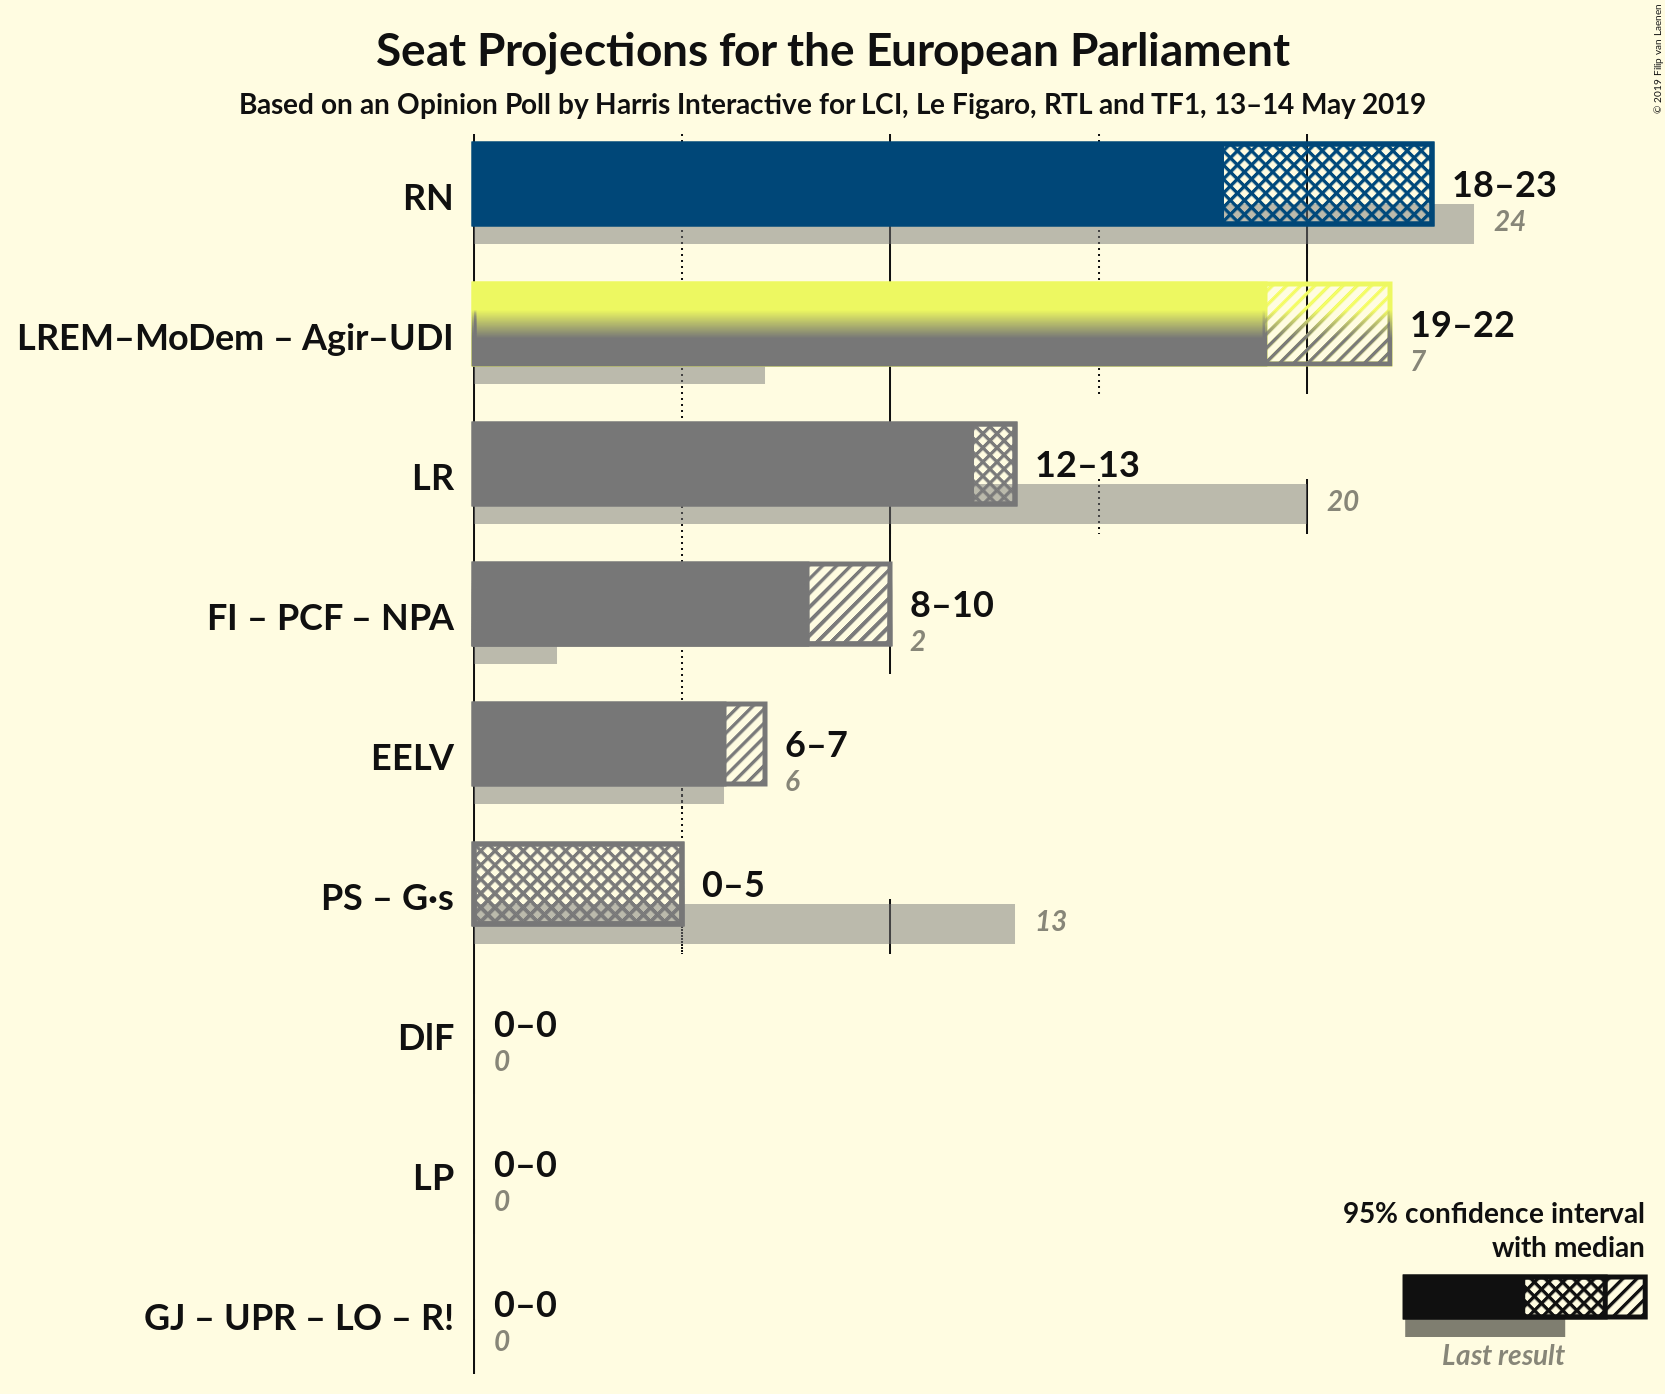 Seat Projections for the European Parliament
Based on an Opinion Poll by Harris Interactive for LCI, Le Figaro, RTL and TF1, 13–14 May 2019
© 2019 Filip van Laenen
RN
18–23
24
LREM–MoDem – Agir–UDI
19–22
7
LR
12–13
20
FI – PCF – NPA
8–10
2
EELV
6–7
6
PS – G·s
0–5
13
DlF
0–0
0
LP
0–0
0
GJ – UPR – LO – R!
0–0
0
95% confidence interval
with median
Last result